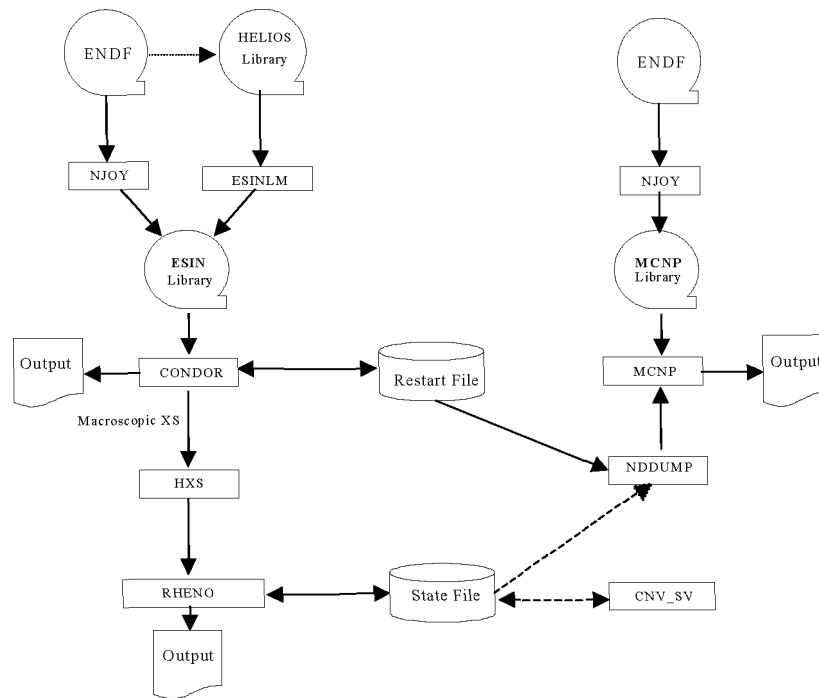 ENDF
HELIOS
Library
ENDF
NJOY
ESINLM
NJOY
ESIN
Library
MCNP
Library
Output
CONDOR
Restart File
MCNP
Output
Macroscopic XS
HXS
NDDUMP
RHENO
State File
CNV_SV
Output